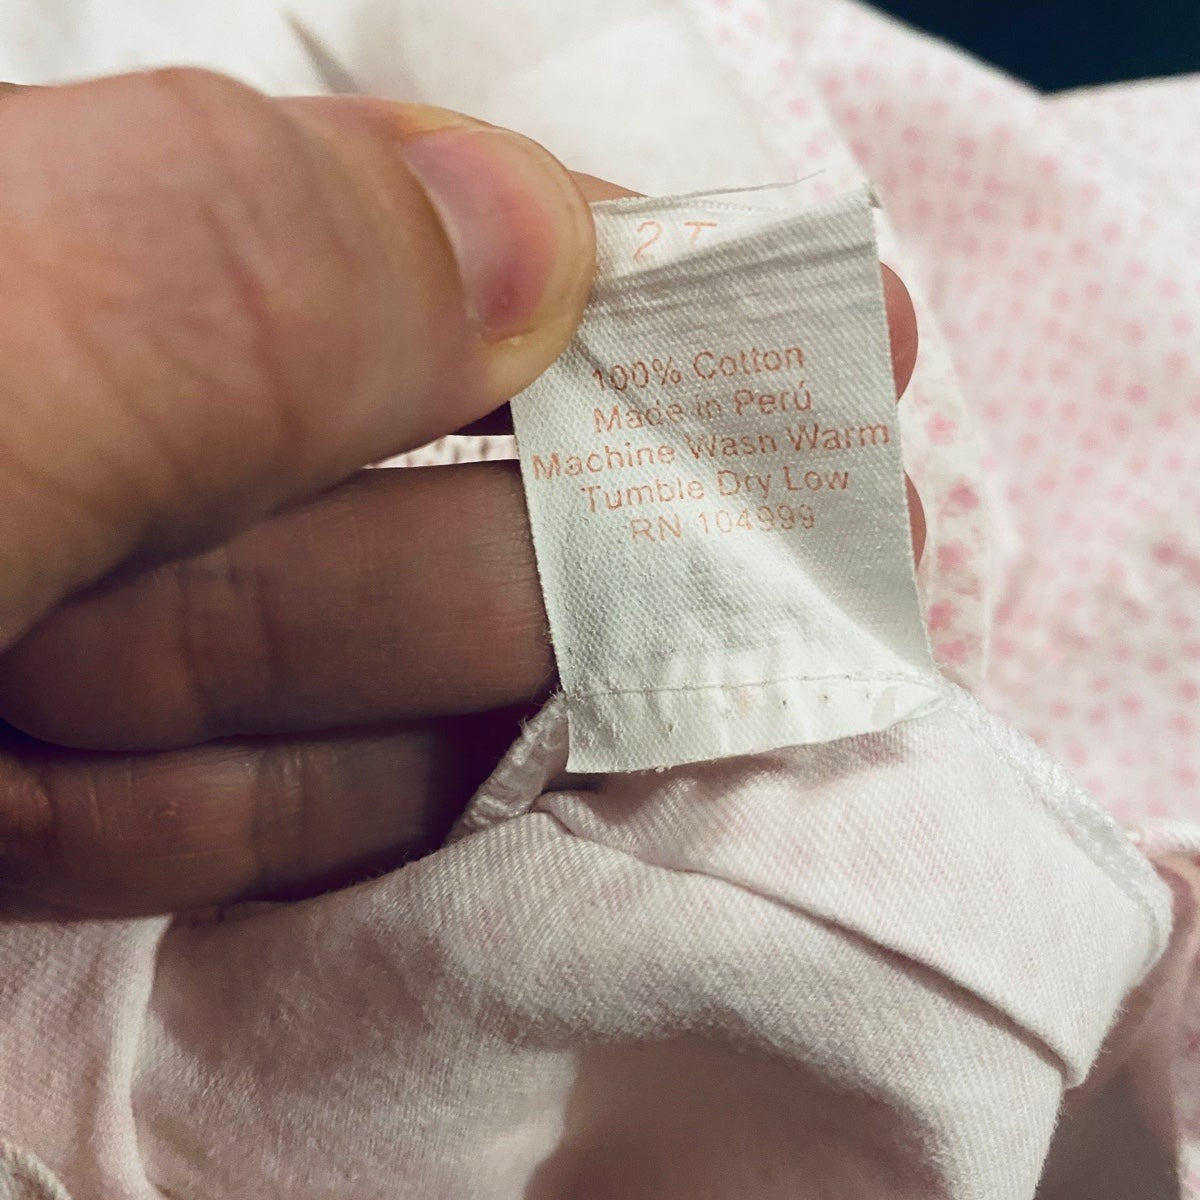 2T
100% Cotton
Made in Perú
Machine Wash Warm
Tumble Dry Low
RN 104999